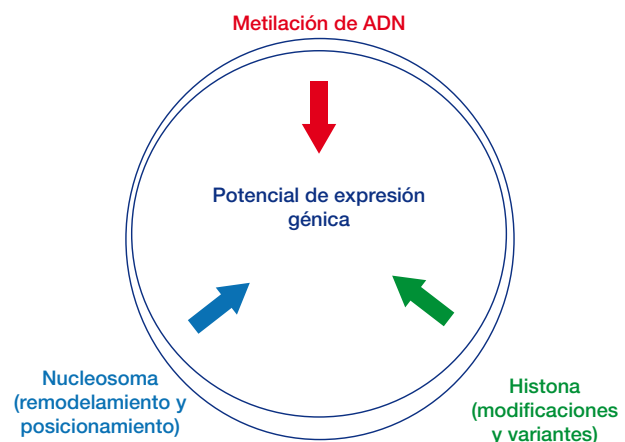 Metilación de ADN
Potencial de expresión
génica
Nucleosoma
(remodelamiento y
posicionamiento)
Histona
(modificaciones
y variantes)